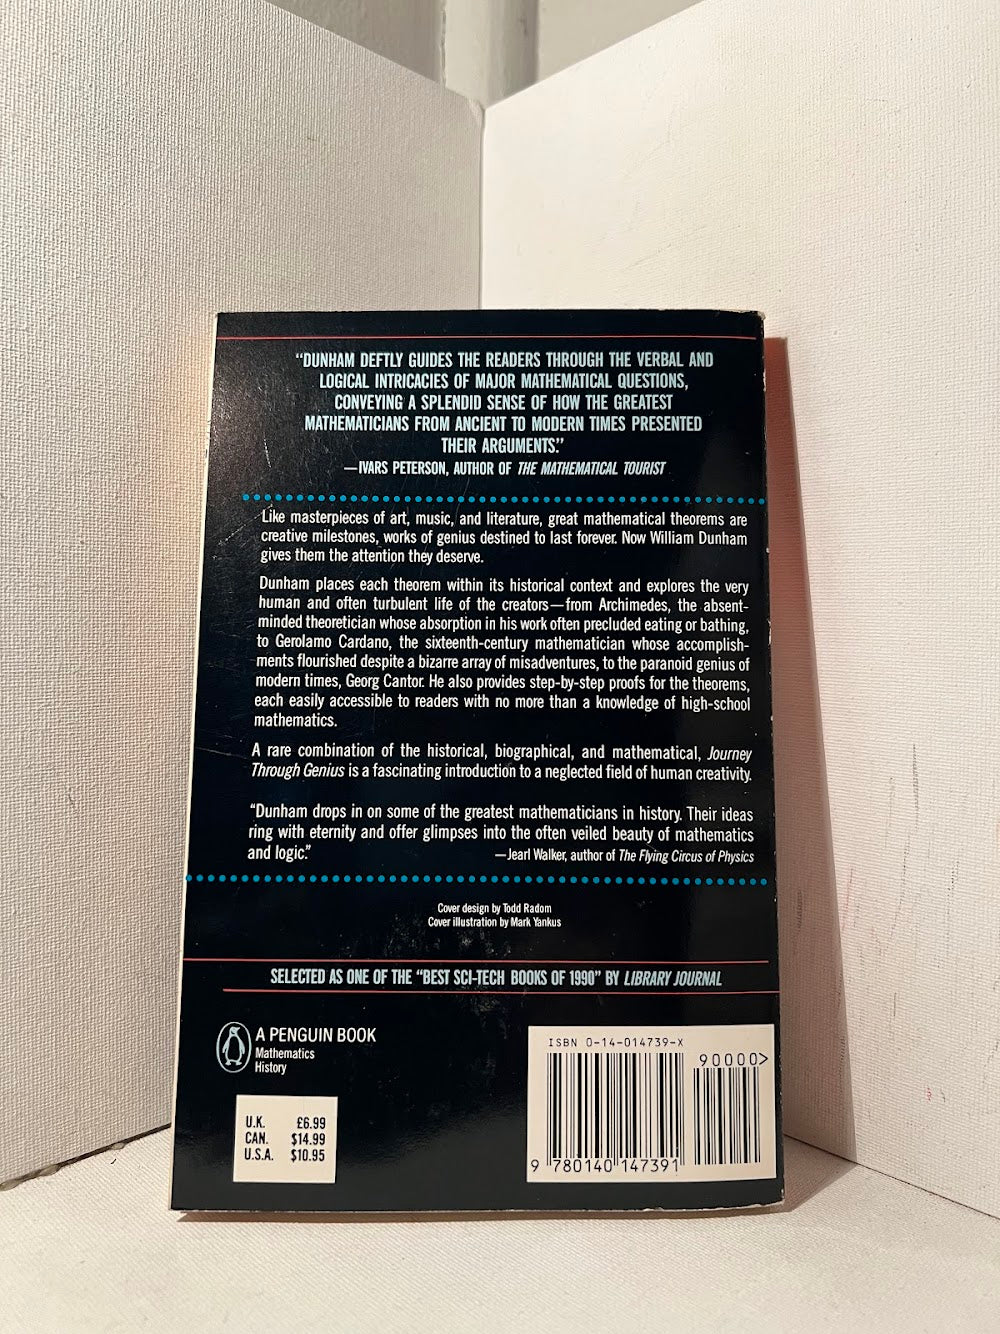 “DUNHAM DEFTLY GUIDES THE READERS THROUGH THE VERBAL AND
LOGICAL INTRICACIES OF MAJOR MATHEMATICAL QUESTIONS,
CONVEYING A SPLENDID SENSE OF HOW THE GREATEST
MATHEMATICIANS FROM ANCIENT TO MODERN TIMES PRESENTED
THEIR ARGUMENTS.”
—IVARS PETERSON, AUTHOR OF THE MATHEMATICAL TOURIST
Like masterpieces of art, music, and literature, great mathematical theorems are
creative milestones, works of genius destined to last forever. Now William Dunham
gives them the attention they deserve.
Dunham places each theorem within its historical context and explores the very
human and often turbulent life of the creators—from Archimedes, the absent-
minded theoretician whose absorption in his work often precluded eating or bathing,
to Gerolamo Cardano, the sixteenth-century mathematician whose accomplish-
ments flourished despite a bizarre array of misadventures, to the paranoid genius of
modern times, Georg Cantor. He also provides step-by-step proofs for the theorems,
each easily accessible to readers with no more than a knowledge of high-school
mathematics.
A rare combination of the historical, biographical, and mathematical, Journey
Through Genius is a fascinating introduction to a neglected field of human creativity.
“Dunham drops in on some of the greatest mathematicians in history. Their ideas
ring with eternity and offer glimpses into the often veiled beauty of mathematics
and logic.”
—Jearl Walker, author of The Flying Circus of Physics
Cover design by Todd Radom
Cover illustration by Mark Yankus
SELECTED AS ONE OF THE “BEST SCI-TECH BOOKS OF 1990” BY LIBRARY JOURNAL
A PENGUIN BOOK
Mathematics
History
U.K. £6.99
CAN. $14.99
U.S.A. $10.95
ISBN 0-14-014739-X
90000>
9 780140 147391